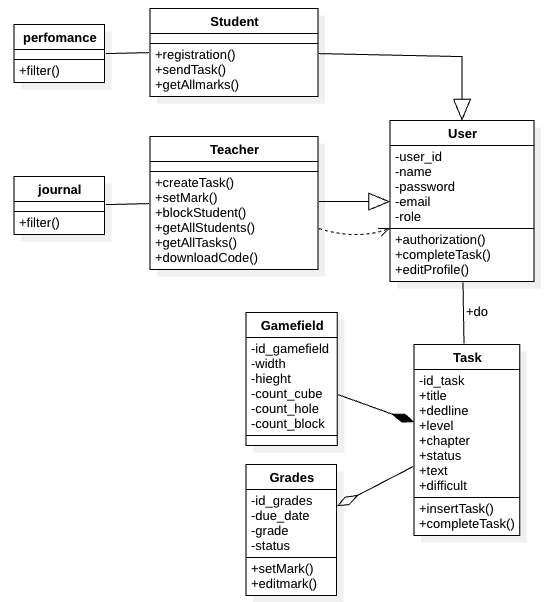 perfomance
+filter()
Student
+registration()
+sendTask()
+getAllmarks()
journal
+filter()
Teacher
+createTask()
+setMark()
+blockStudent()
+getAllStudents()
+getAllTasks()
+downloadCode()
User
-user_id
-name
-password
-email
-role
+authorization()
+completeTask()
+editProfile()
+do
Gamefield
-id_gamefield
-width
-hieght
-count_cube
-count_hole
-count_block
Task
-id_task
+title
+dedline
+level
+chapter
+status
+text
+difficult
+insertTask()
+completeTask()
Grades
-id_grades
-due_date
-grade
-status
+setMark()
+editmark()